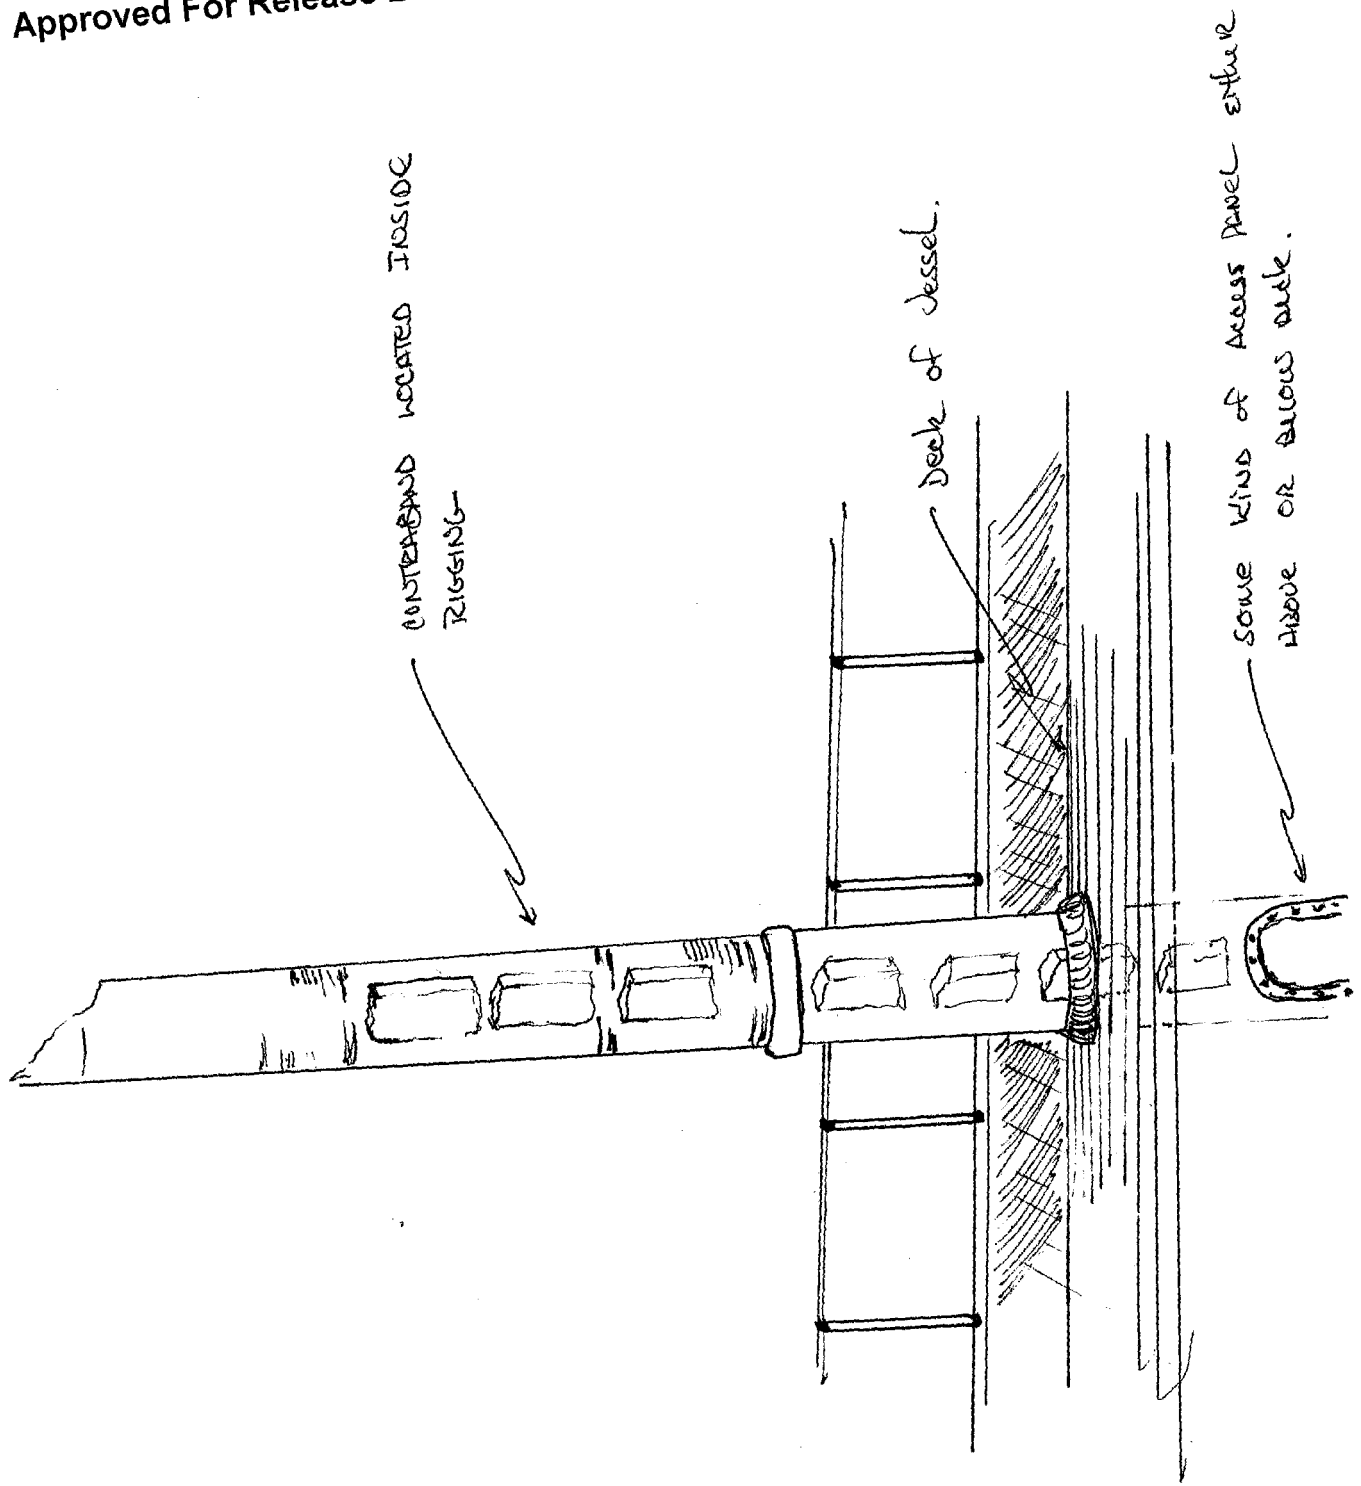 Approved For Release
CONTRABAND LOCATED INSIDE
RIGGING
Deck of Vessel.
SOME KIND of ACCESS PANEL EITHER
ABOVE OR BELOW DECK.